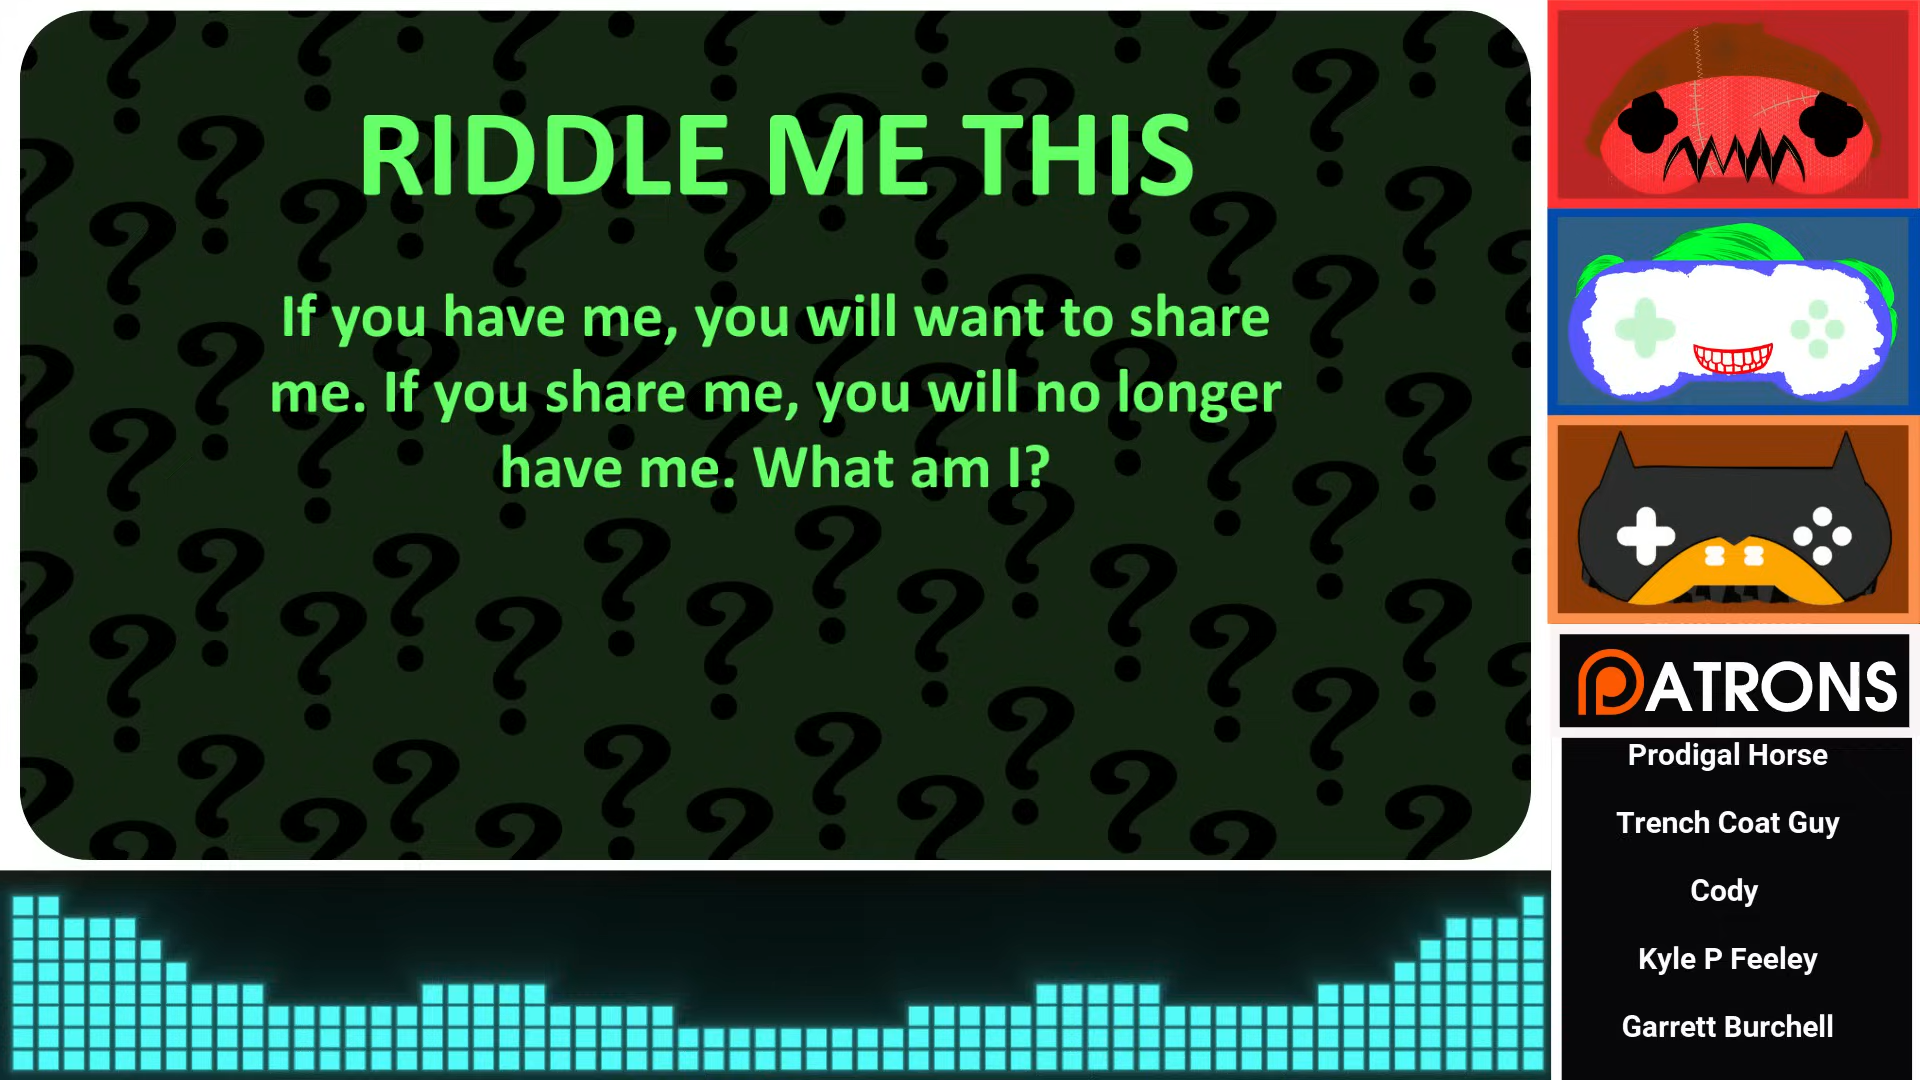 RIDDLE ME THIS
If you have me, you will want to share
me. If you share me, you will no longer
have me. What am I?
PATRONS
Prodigal Horse
Trench Coat Guy
Cody
Kyle P Feeley
Garrett Burchell